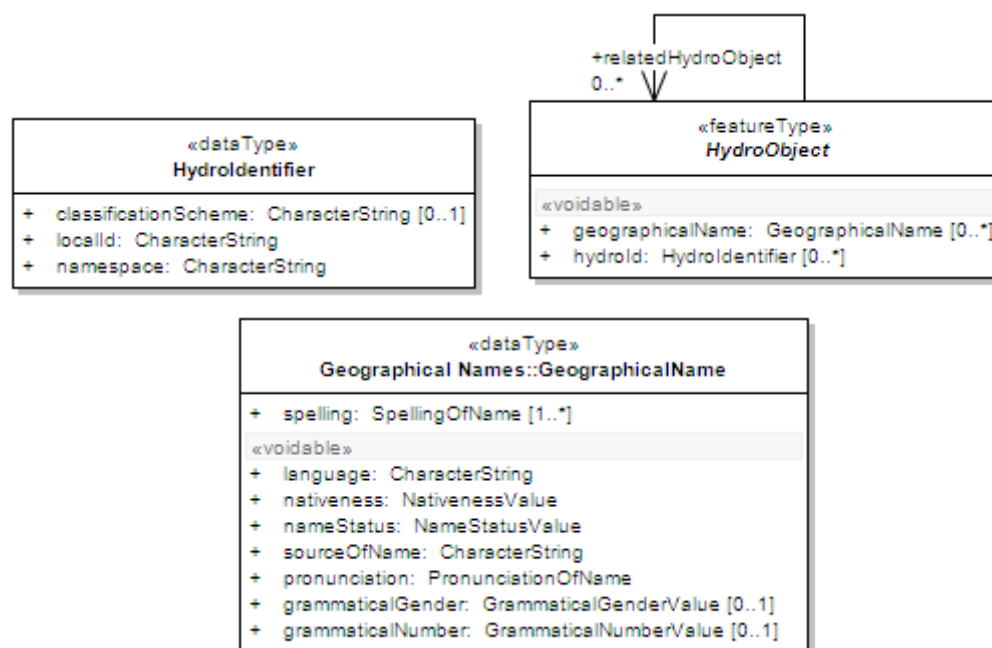 +relatedHydroObject
0..*
«dataType»
HydroIdentifier
+ classificationScheme: CharacterString [0..1]
+ localId: CharacterString
+ namespace: CharacterString
«featureType»
HydroObject
«voidable»
+ geographicalName: GeographicalName [0..*]
+ hydroId: HydroIdentifier [0..*]
«dataType»
Geographical Names::GeographicalName
+ spelling: SpellingOfName [1..*]
«voidable»
+ language: CharacterString
+ nativeness: NativenessValue
+ nameStatus: NameStatusValue
+ sourceOfName: CharacterString
+ pronunciation: PronunciationOfName
+ grammaticalGender: GrammaticalGenderValue [0..1]
+ grammaticalNumber: GrammaticalNumberValue [0..1]